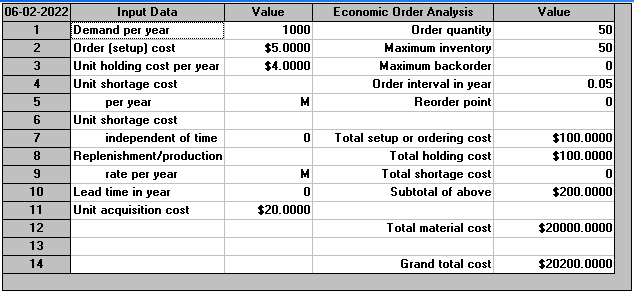 06-02-2022 Input Data Value Economic Order Analysis Value
1 Demand per year 1000 Order quantity 50
2 Order (setup) cost $5.0000 Maximum inventory 50
3 Unit holding cost per year $4.0000 Maximum backorder 0
4 Unit shortage cost Order interval in year 0.05
5 per year M Reorder point 0
6 Unit shortage cost
7 independent of time 0 Total setup or ordering cost $100.0000
8 Replenishment/production Total holding cost $100.0000
9 rate per year M Total shortage cost 0
10 Lead time in year 0 Subtotal of above $200.0000
11 Unit acquisition cost $20.0000
12 Total material cost $20000.0000
13
14 Grand total cost $20200.0000